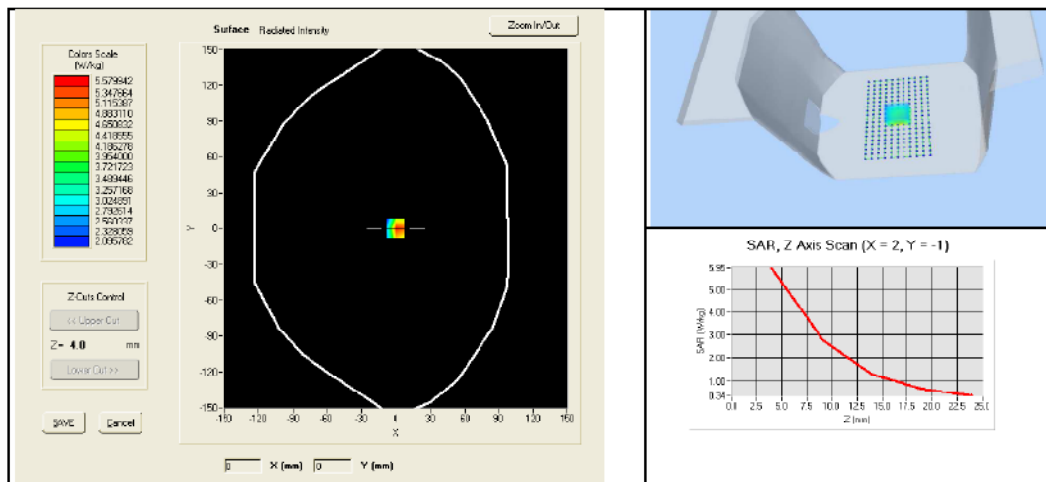 Surface Radiated Intensity
Zoom In/Out
Colors Scale
(W/kg)
5.579942
5.347664
5.115387
4.883110
4.650832
4.418555
4.186278
3.954000
3.721723
3.489446
3.257168
3.024891
2.792614
2.560337
2.328059
2.095782
Z-Cuts Control
<< Upper Cut
Z= 4.0 mm
Lower Cut >>
SAVE
Cancel
150
120
90
60
30
0
-30
-60
-90
-120
-150
Y
-150 -120 -90 -60 -30 0 30 60 90 120 150
X
0 X (mm) 0 Y (mm)
SAR, Z Axis Scan (X = 2, Y = -1)
5.95
5.00
4.00
3.00
2.00
1.00
0.34
SAR (W/kg)
0.0 2.5 5.0 7.5 10.0 12.5 15.0 17.5 20.0 22.5 25.0
Z (mm)